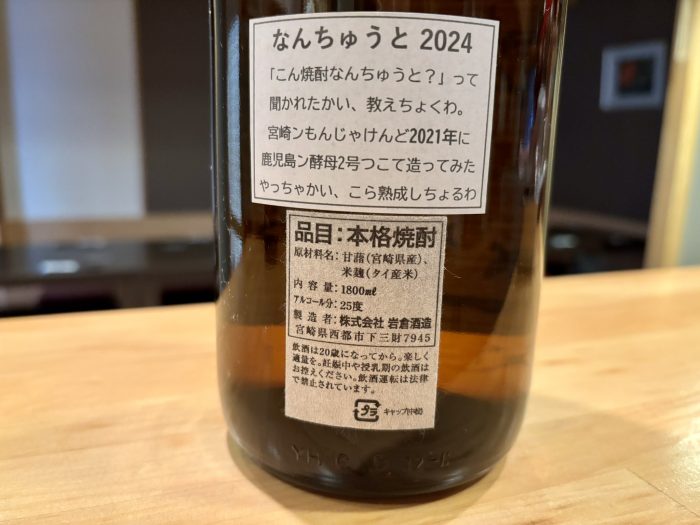 なんちゅうと 2024
「こん焼酎なんちゅうと？」って
聞かれたかい、教えちょくわ。
宮崎ンもんじゃけんど2021年に
鹿児島ン酵母2号つこて造ってみた
やっちゃかい、こら熟成しちょるわ
品目：本格焼酎
原材料名：甘藷（宮崎県産）、
米麹（タイ産米）
内容量：1800mℓ
アルコール分：25度
製造者：株式会社 岩倉酒造
宮崎県西都市下三財7945
飲酒は20歳になってから。楽しく
適量を。妊娠中や授乳期の飲酒は
お控えください。飲酒運転は法律
で禁止されています。
プラ キャップ(中栓)